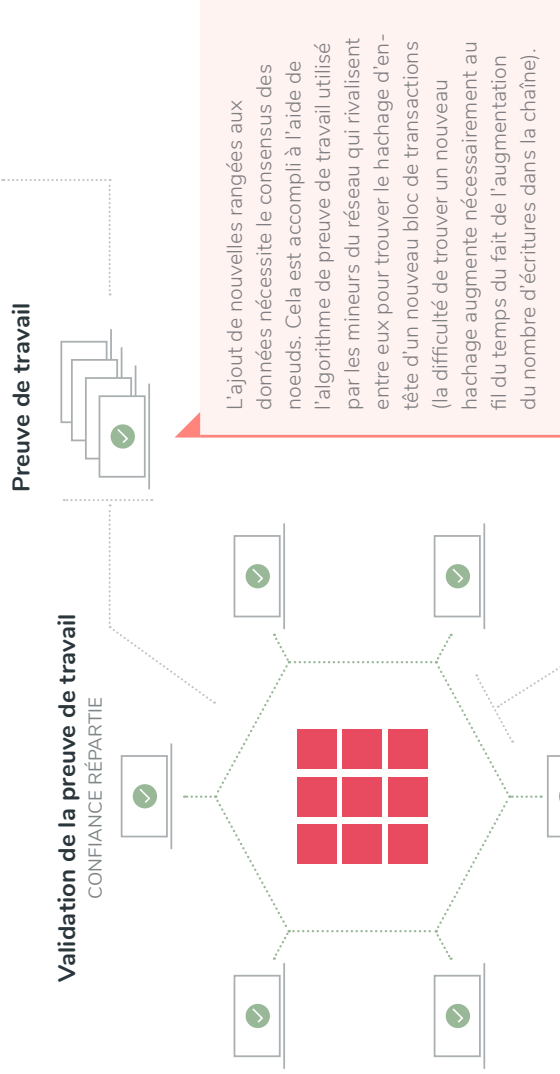 Preuve de travail
L'ajout de nouvelles rangées aux
données nécessite le consensus des
noeuds. Cela est accompli à l'aide de
l'algorithme de preuve de travail utilisé
par les mineurs du réseau qui rivalisent
entre eux pour trouver le hachage d'en-
tête d'un nouveau bloc de transactions
(la difficulté de trouver un nouveau
hachage augmente nécessairement au
fil du temps du fait de l'augmentation
du nombre d'écritures dans la chaîne).
Validation de la preuve de travail
CONFIANCE RÉPARTIE